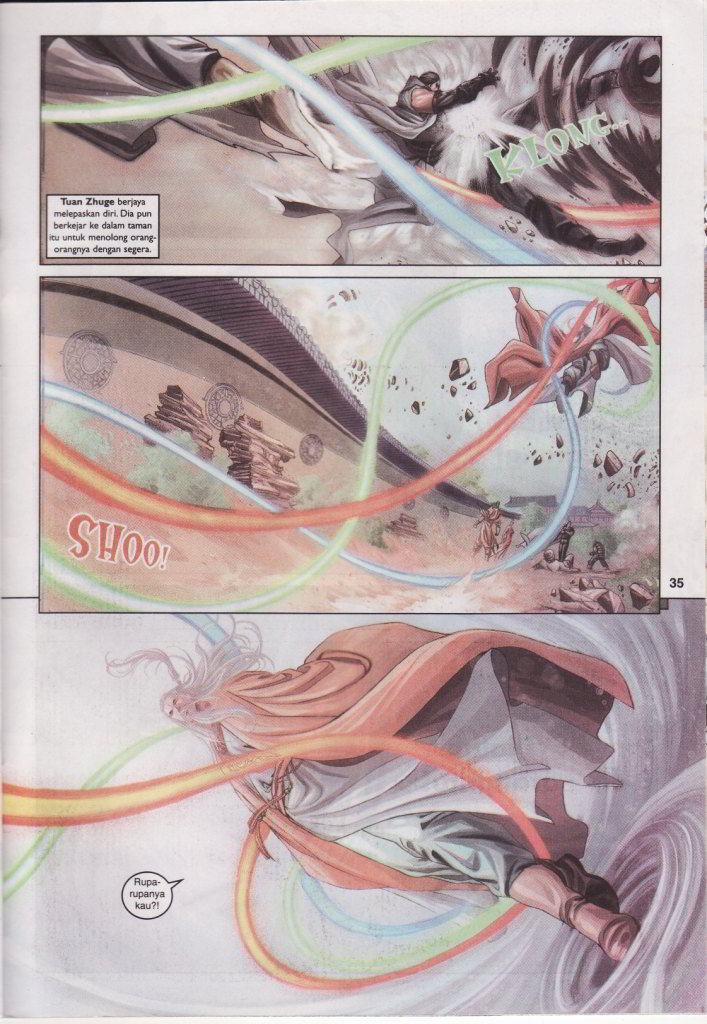 KLONG...
Tuan Zhuge berjaya
melepaskan diri. Dia pun
berkejar ke dalam taman
itu untuk menolong orang-
orangnya dengan segera.
SHOO!
35
Rupa-
rupanya
kau?!